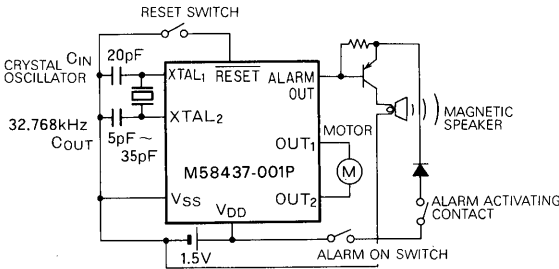 RESET SWITCH
CRYSTAL CIN
OSCILLATOR
20pF
XTAL1
RESET
ALARM
OUT
XTAL2
32.768kHz
COUT
5pF ~
35pF
MAGNETIC
SPEAKER
MOTOR
OUT1
M58437-001P
M
VSS
OUT2
VDD
ALARM ACTIVATING
CONTACT
1.5V
ALARM ON SWITCH